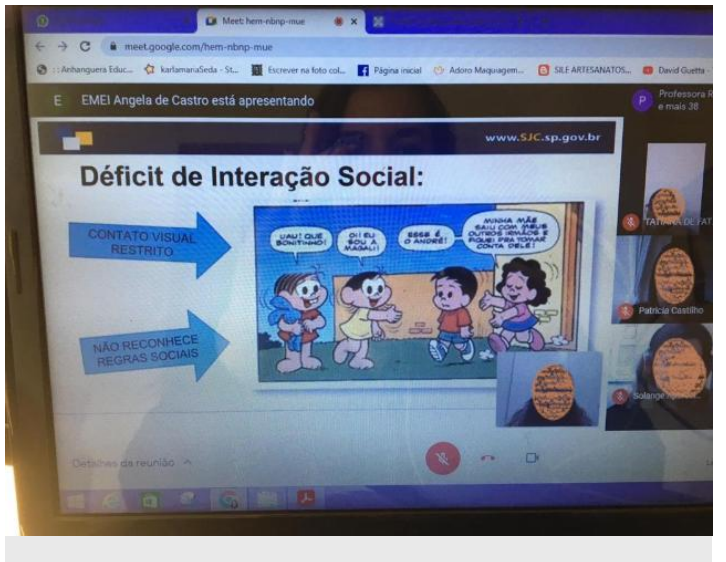 Meet: hem-nbnp-mue
meet.google.com/hem-nbnp-mue
::Anhanguera Educ...
karlamariaSeda - St...
Escrever na foto col...
Página inicial
Adoro Maquiagem...
SILF ARTESANATOS...
David Guetta -
E
EMEI Angela de Castro está apresentando
P
Professora R
e mais 38
www.SJC.sp.gov.br
Déficit de Interação Social:
CONTATO VISUAL
RESTRITO
UAU! QUE
BONITINHO!
OI! EU
SOU A
MAGALI!
ESSE É
O ANDRÉ!
MINHA MÃE
SAIU COM MEUS
OUTROS IRMÃOS E
FIQUEI PRA TOMAR
CONTA DELE!
NÃO RECONHECE
REGRAS SOCIAIS
DE FAT
Patricia Castilho
Solange
Detalhes da reunião